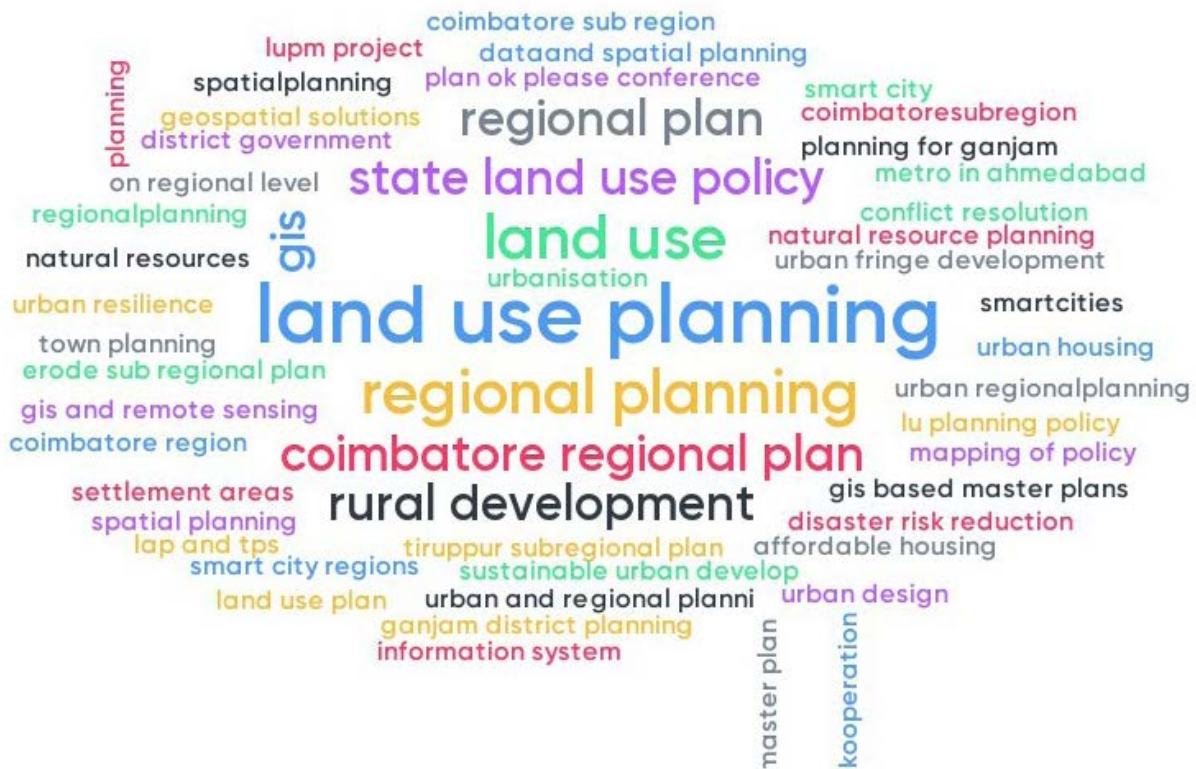 coimbatore sub region
lupm project
dataand spatial planning
spatialplanning
plan ok please conference
planning
smart city
geospatial solutions
regional plan
coimbatoresubregion
district government
planning for ganjam
on regional level
state land use policy
metro in ahmedabad
regionalplanning
gis
land use
conflict resolution
natural resource planning
natural resources
urban fringe development
urbanisation
urban resilience
land use planning
smartcities
town planning
urban housing
erode sub regional plan
regional planning
urban regionalplanning
gis and remote sensing
lu planning policy
coimbatore region
coimbatore regional plan
mapping of policy
settlement areas
rural development
gis based master plans
spatial planning
disaster risk reduction
lap and tps
tiruppur subregional plan
affordable housing
smart city regions
sustainable urban develop
land use plan
urban and regional planni
urban design
ganjam district planning
information system
master plan
kooperation